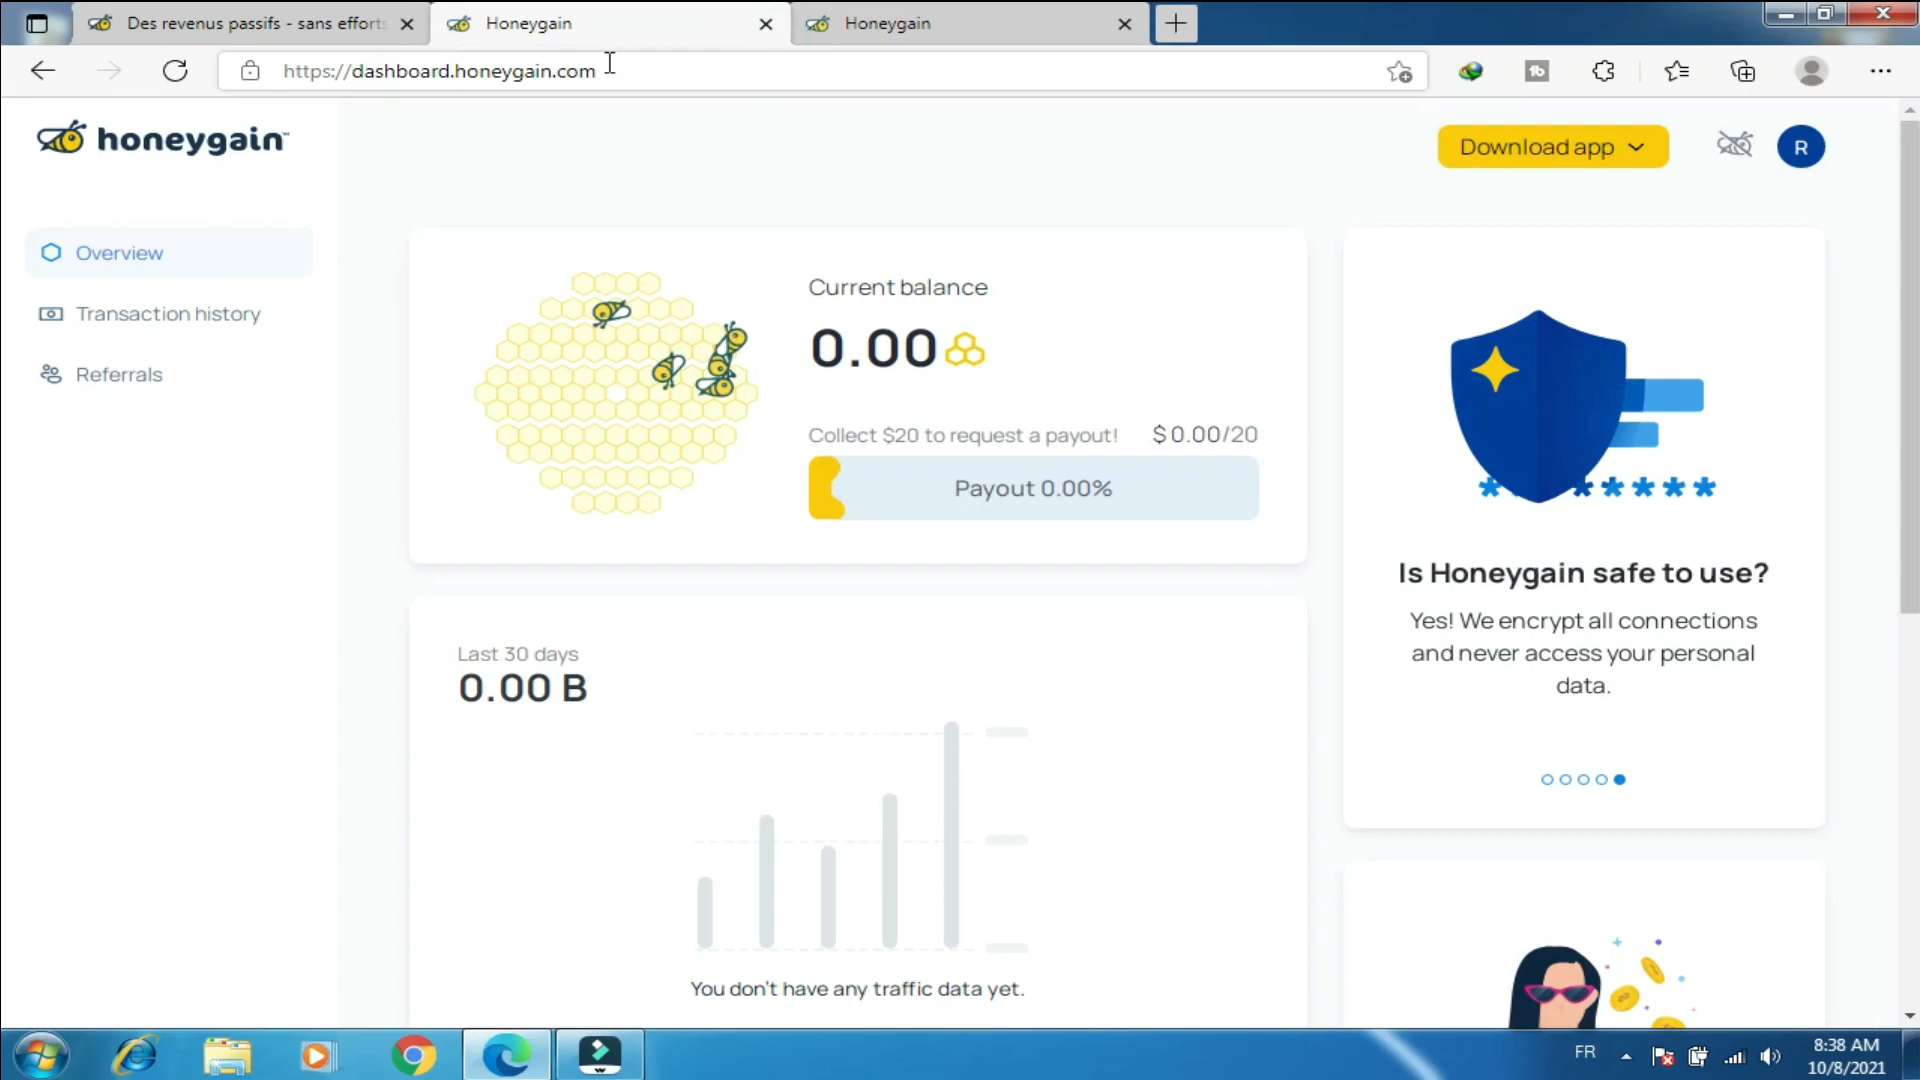 Des revenus passifs - sans effort
Honeygain
Honeygain
https://dashboard.honeygain.com
1b
honeygain™
Download app
R
Overview
Transaction history
Referrals
Current balance
0.00
Collect $20 to request a payout!
$0.00/20
Payout 0.00%
Is Honeygain safe to use?
Yes! We encrypt all connections
and never access your personal
data.
Last 30 days
0.00 B
You don't have any traffic data yet.
FR
8:38 AM
10/8/2021